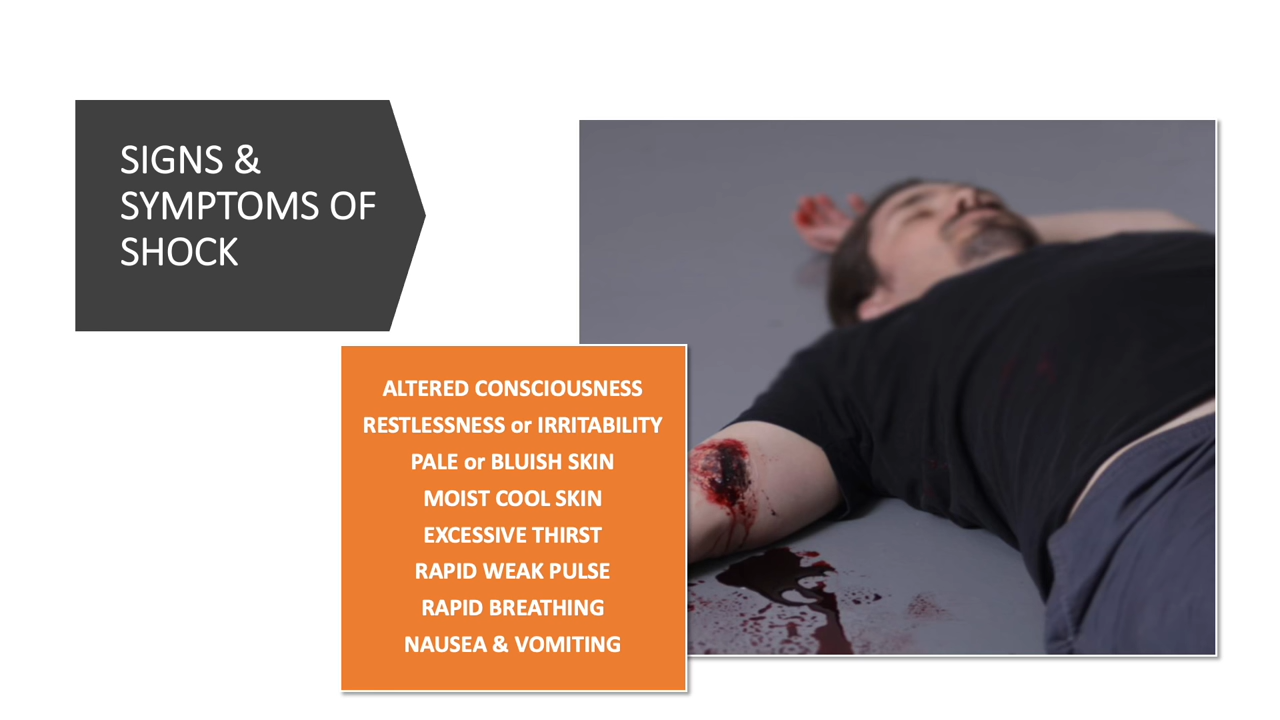 SIGNS &
SYMPTOMS OF
SHOCK
ALTERED CONSCIOUSNESS
RESTLESSNESS or IRRITABILITY
PALE or BLUISH SKIN
MOIST COOL SKIN
EXCESSIVE THIRST
RAPID WEAK PULSE
RAPID BREATHING
NAUSEA & VOMITING